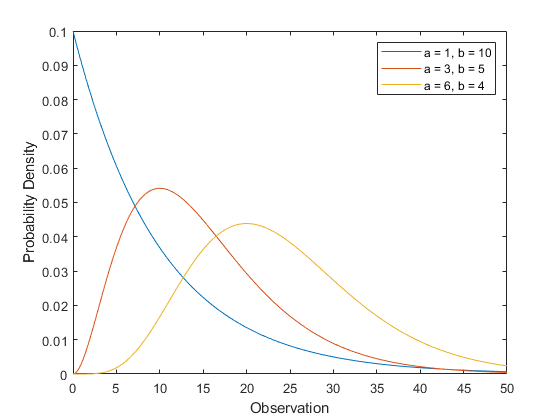 0.1
0.09
0.08
0.07
0.06
0.05
0.04
0.03
0.02
0.01
0
Probability Density
a = 1, b = 10
a = 3, b = 5
a = 6, b = 4
0 5 10 15 20 25 30 35 40 45 50
Observation